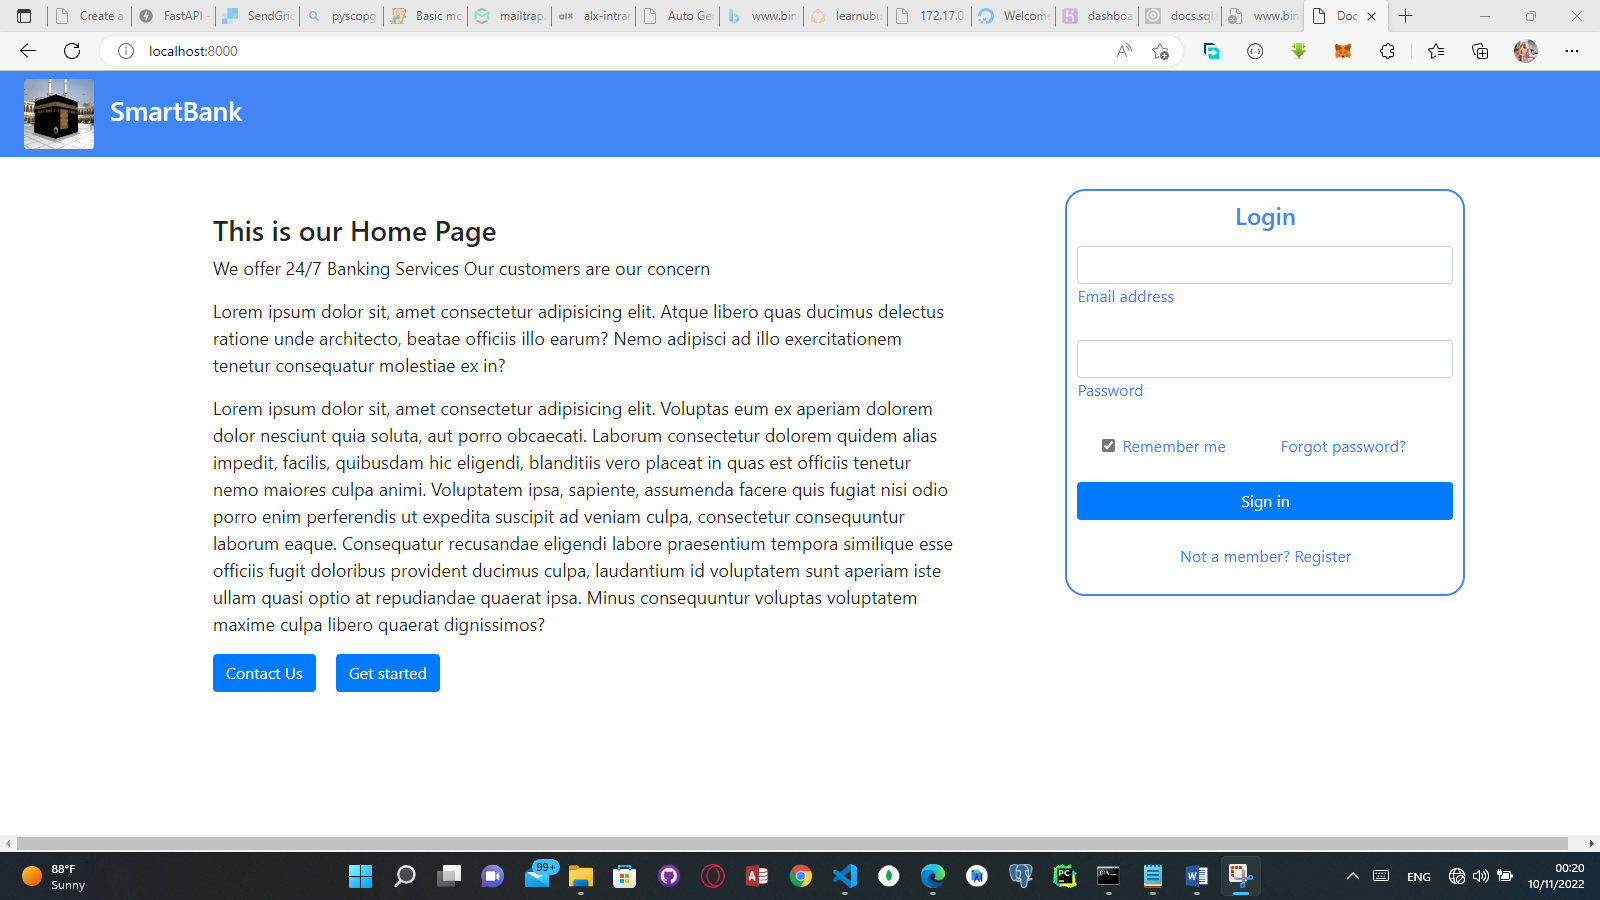 Create a
FastAPI -
SendGri
pyscopg
Basic mo
mailtrap
alx-intra
Auto Ge
www.bin
learnubu
172.17.0
Welcome
dashboa
docs.sql
www.bin
Doc
localhost:8000
SmartBank
This is our Home Page
We offer 24/7 Banking Services Our customers are our concern
Lorem ipsum dolor sit, amet consectetur adipisicing elit. Atque libero quas ducimus delectus
ratione unde architecto, beatae officiis illo earum? Nemo adipisci ad illo exercitationem
tenetur consequatur molestiae ex in?
Lorem ipsum dolor sit, amet consectetur adipisicing elit. Voluptas eum ex aperiam dolorem
dolor nesciunt quia soluta, aut porro obcaecati. Laborum consectetur dolorem quidem alias
impedit, facilis, quibusdam hic eligendi, blanditiis vero placeat in quas est officiis tenetur
nemo maiores culpa animi. Voluptatem ipsa, sapiente, assumenda facere quis fugiat nisi odio
porro enim perferendis ut expedita suscipit ad veniam culpa, consectetur consequuntur
laborum eaque. Consequatur recusandae eligendi labore praesentium tempora similique esse
officiis fugit doloribus provident ducimus culpa, laudantium id voluptatem sunt aperiam iste
ullam quasi optio at repudiandae quaerat ipsa. Minus consequuntur voluptas voluptatem
maxime culpa libero quaerat dignissimos?
Contact Us
Get started
Login
Email address
Password
Remember me
Forgot password?
Sign in
Not a member? Register
88°F
Sunny
99+
ENG
00:20
10/11/2022